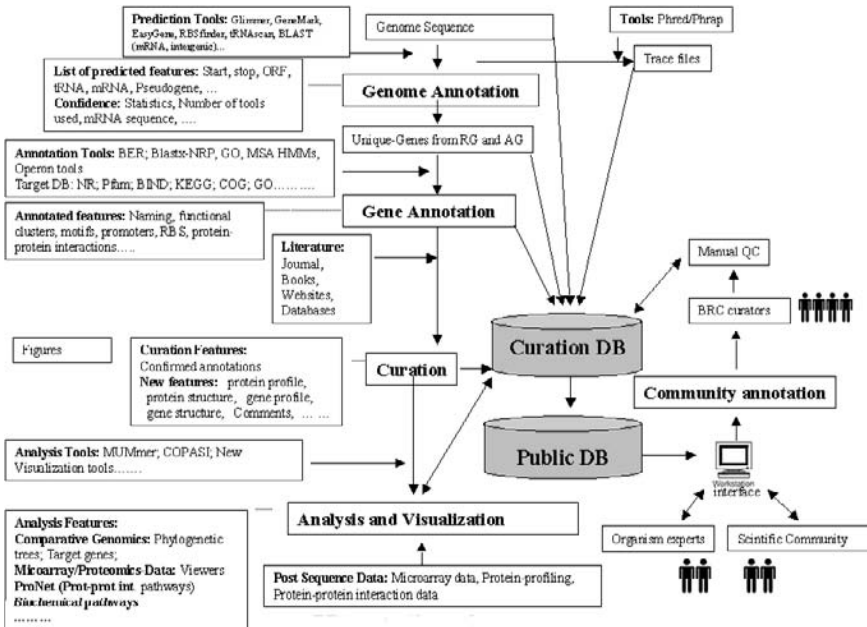 Prediction Tools: Glimmer, GeneMark,
EasyGene, RBSfinder, tRNAscan, BLAST
(mRNA, intergenic)...
Genome Sequence
Tools: Phred/Phrap
Trace files
List of predicted features: Start, stop, ORF,
tRNA, mRNA, Pseudogene, ...
Confidence: Statistics, Number of tools
used, mRNA sequence, ....
Genome Annotation
Unique-Genes from RG and AG
Annotation Tools: BER; Blastx-NRP, GO, MSA HMMs,
Operon tools
Target DB: NR; Pfam; BIND; KEGG; COG; GO..........
Annotated features: Naming, functional
clusters, motifs, promoters, RBS, protein-
protein interactions.....
Gene Annotation
Literature:
Journal,
Books,
Websites,
Databases
Manual QC
BRC curators
Figures
Curation Features:
Confirmed annotations
New features: protein profile,
protein structure, gene profile,
gene structure, Comments, ... ...
Curation
Curation DB
Community annotation
Public DB
Workstation
interface
Analysis Tools: MUMmer; COPASI; New
Visualization tools.......
Analysis and Visualization
Organism experts
Scientific Community
Analysis Features:
Comparative Genomics: Phylogenetic
trees; Target genes;
Micoarray/Proteomics-Data: Viewers
ProNet (Prot-prot int. pathways)
Biochemical pathways
.........
Post Sequence Data: Microarray data, Protein-profiling,
Protein-protein interaction data